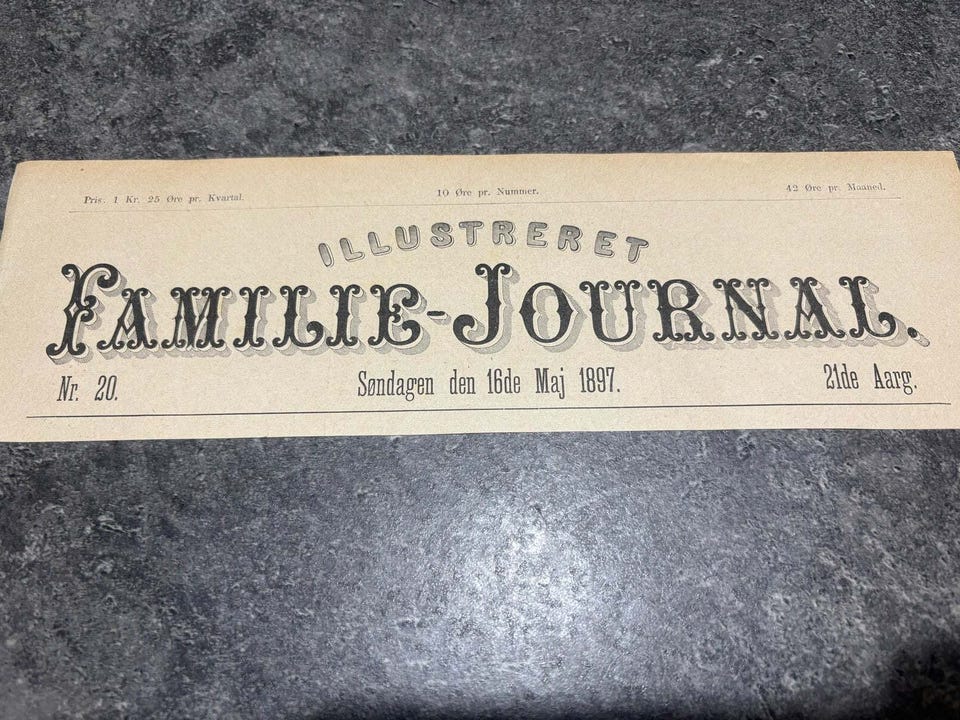 Pris. 1 Kr. 25 Øre pr. Kvartal. 10 Øre pr. Nummer. 42 Øre pr. Maaned.
ILLUSTRERET
FAMILIE-JOURNAL.
Nr. 20. Søndagen den 16de Maj 1897. 21de Aarg.